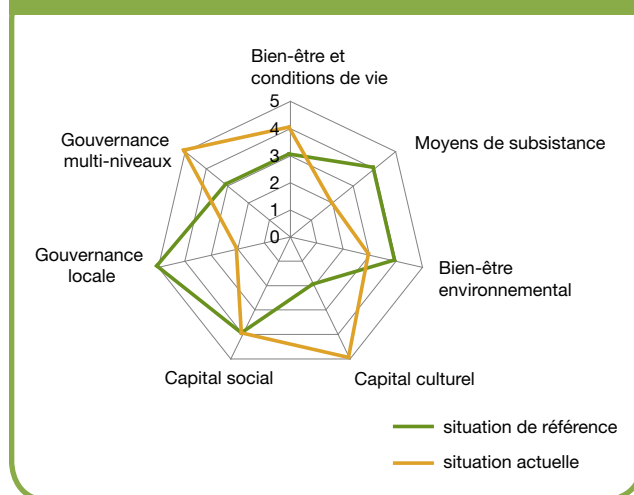 Bien-être et
conditions de vie
Gouvernance
multi-niveaux
Moyens de subsistance
5
4
3
2
1
0
Gouvernance
locale
Bien-être
environnemental
Capital social
Capital culturel
situation de référence
situation actuelle